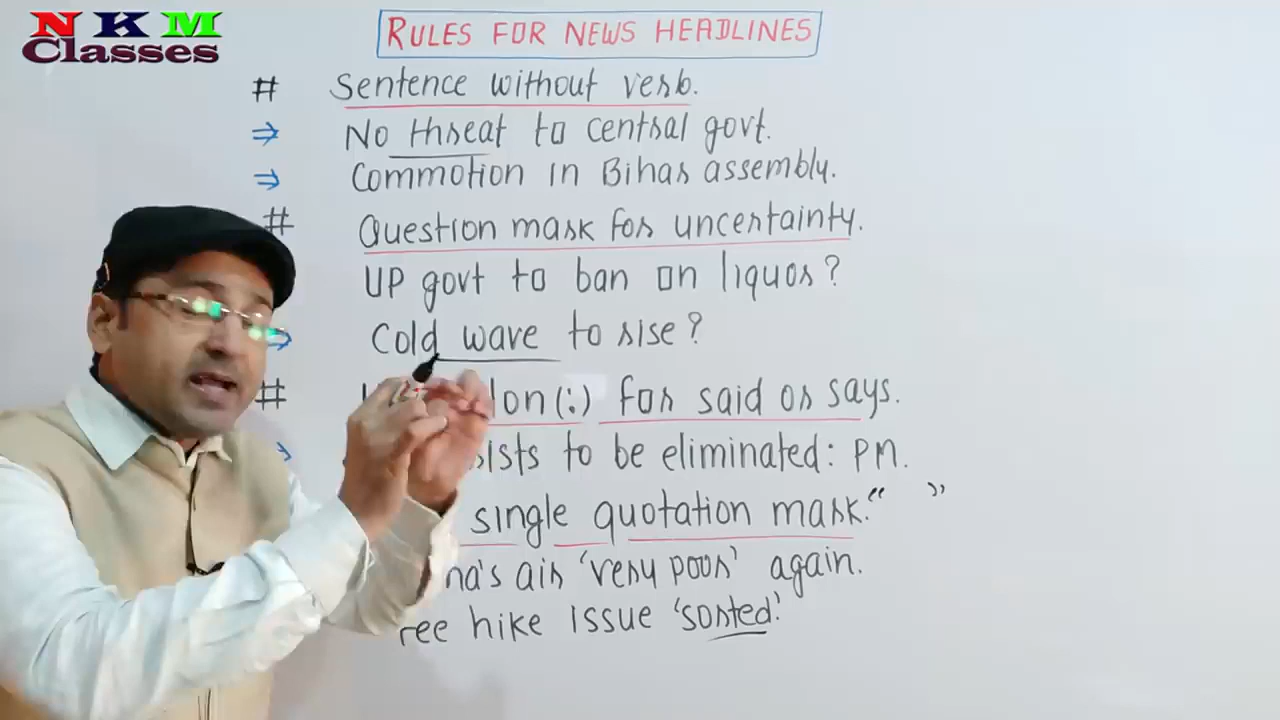 NKM
Classes
RULES FOR NEWS HEADLINES
# Sentence without verb.
⇒ No threat to central govt.
⇒ Commotion in Bihar assembly.
# Question mark for uncertainty.
UP govt to ban on liquor?
⇒ Cold wave to rise?
# (:) for said or says.
⇒ to be eliminated: PM.
single quotation mark. “ ”
air ‘very poor’ again.
hike issue ‘sorted’.